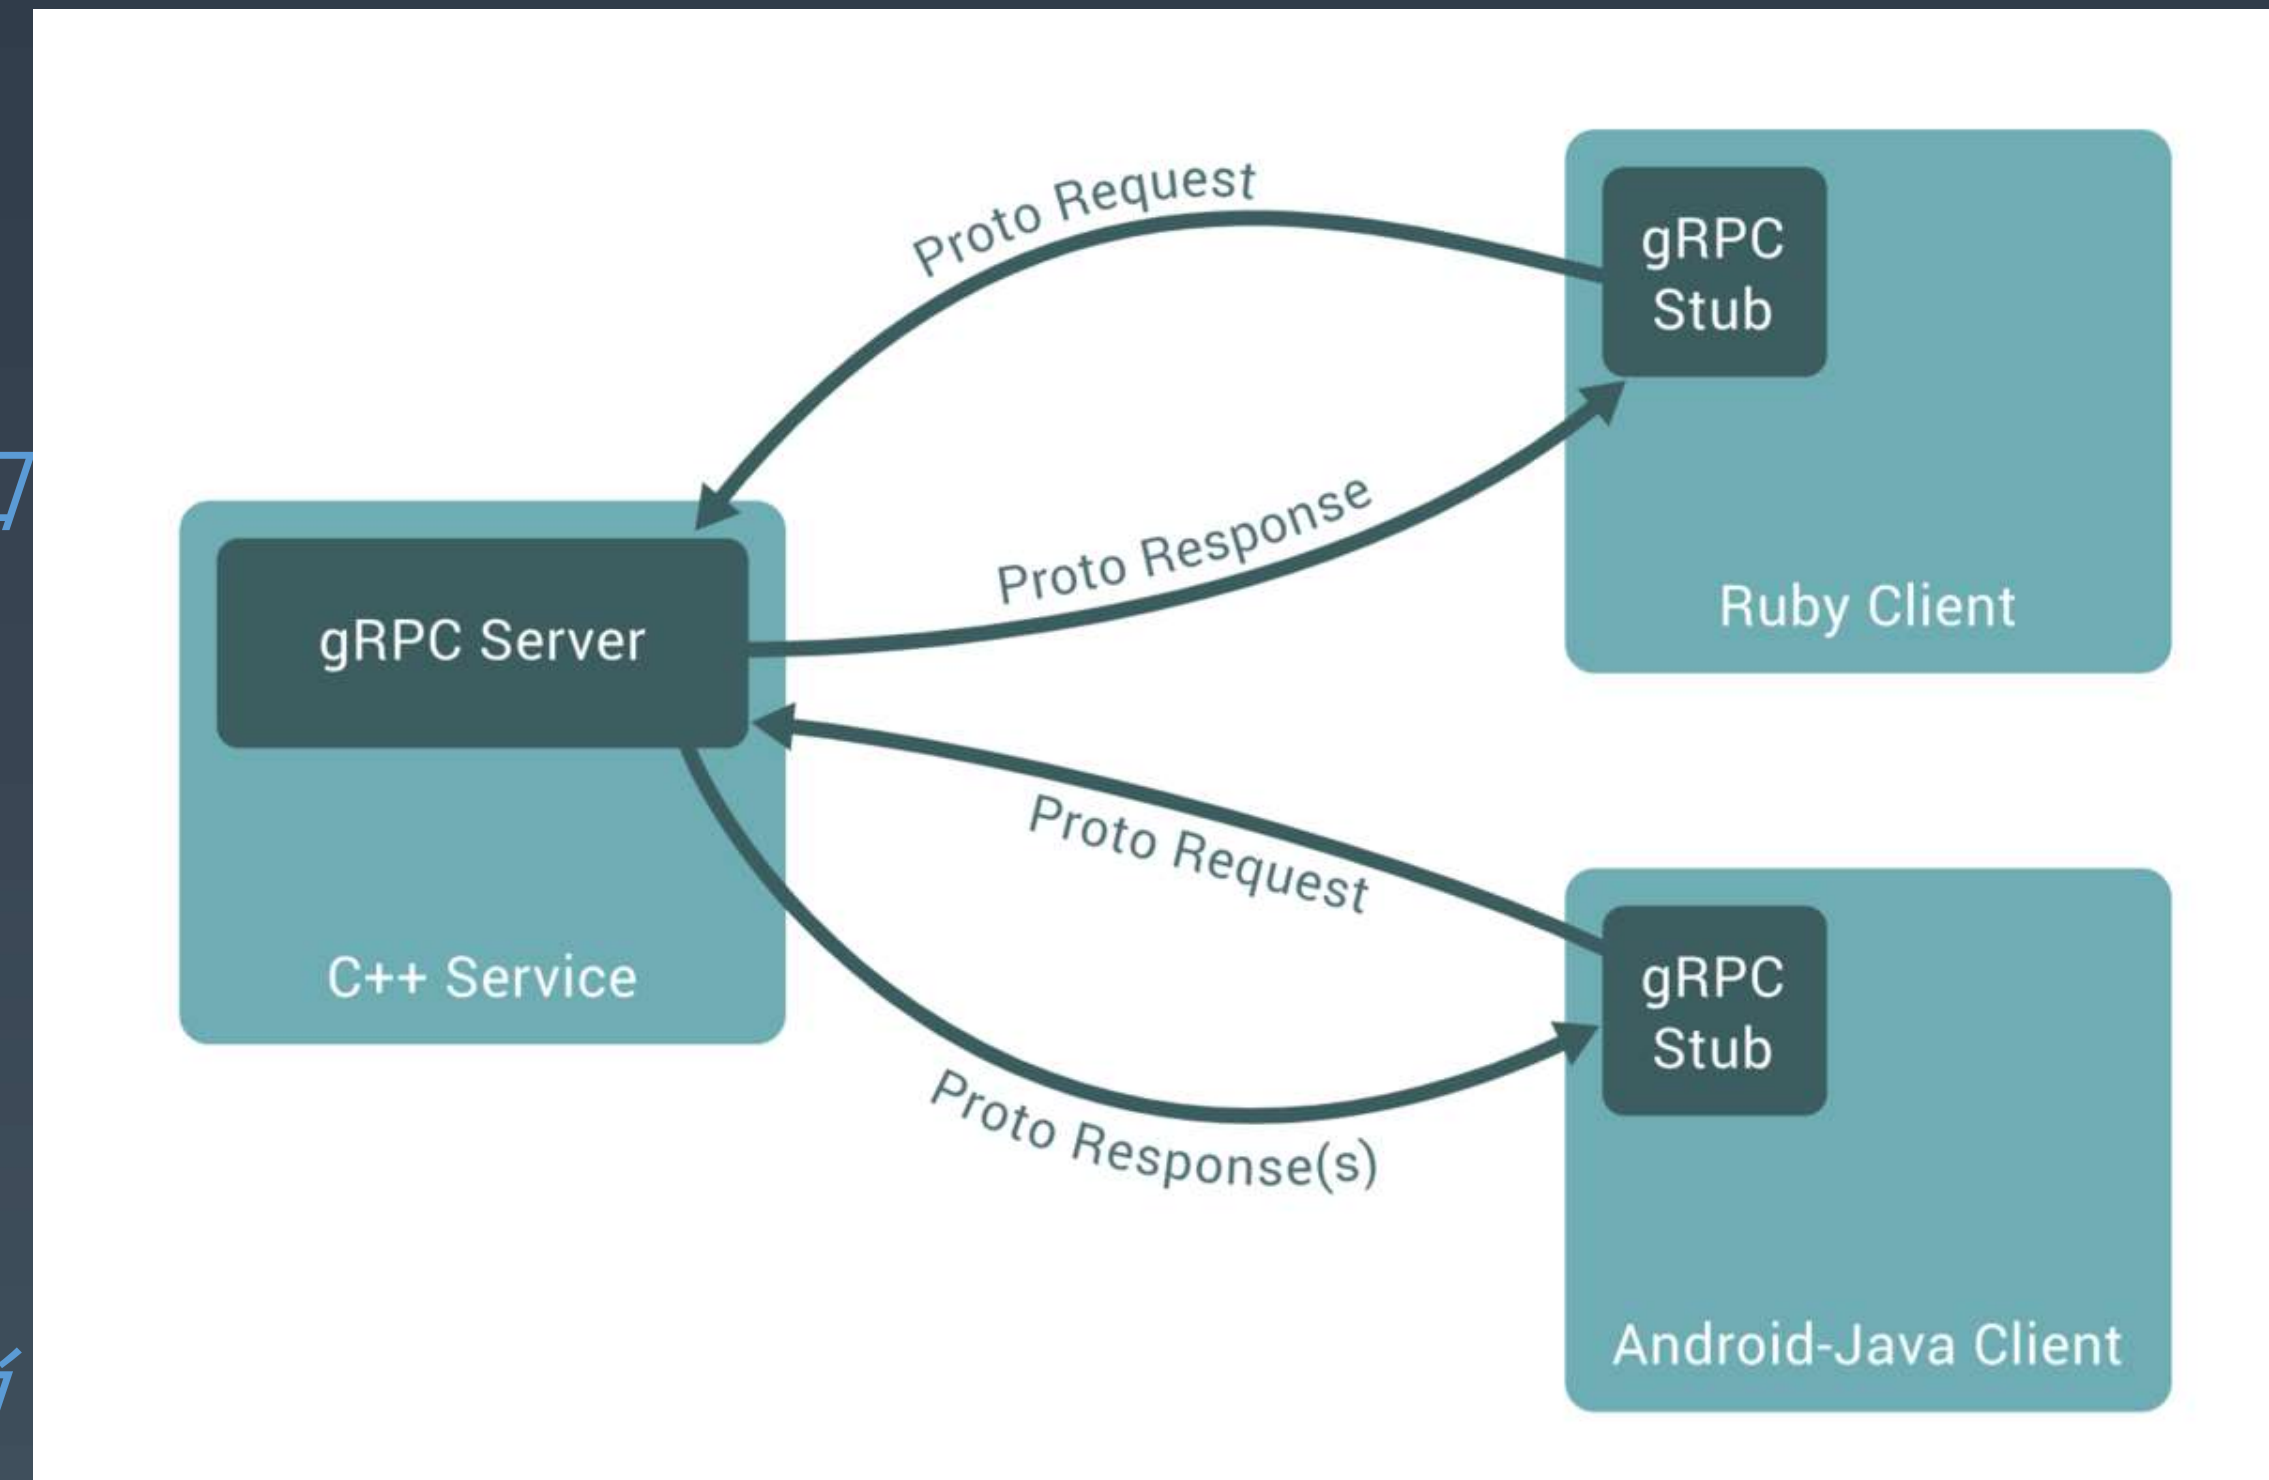 Proto Request
gRPC
Stub
Proto Response
Ruby Client
gRPC Server
Proto Request
C++ Service
gRPC
Stub
Proto Response(s)
Android-Java Client